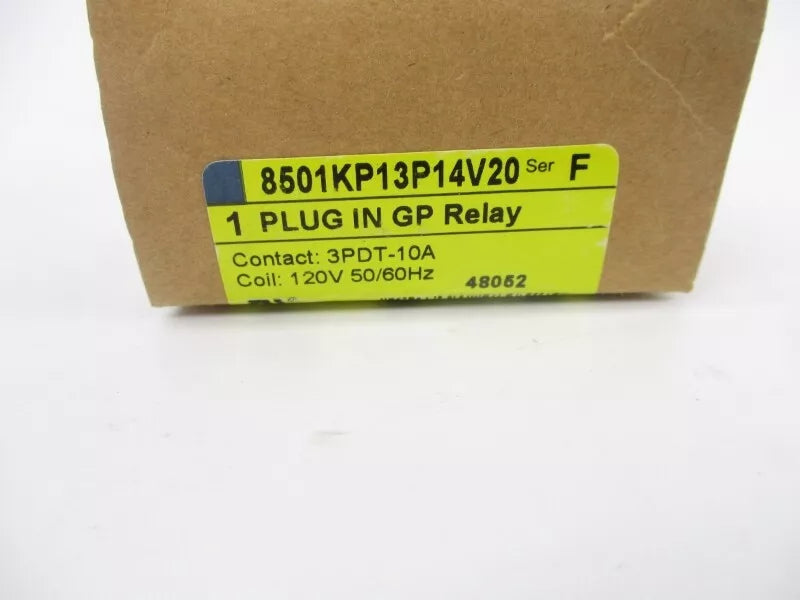 8501KP13P14V20 Ser F
1 PLUG IN GP Relay
Contact: 3PDT-10A
Coil: 120V 50/60Hz 48052